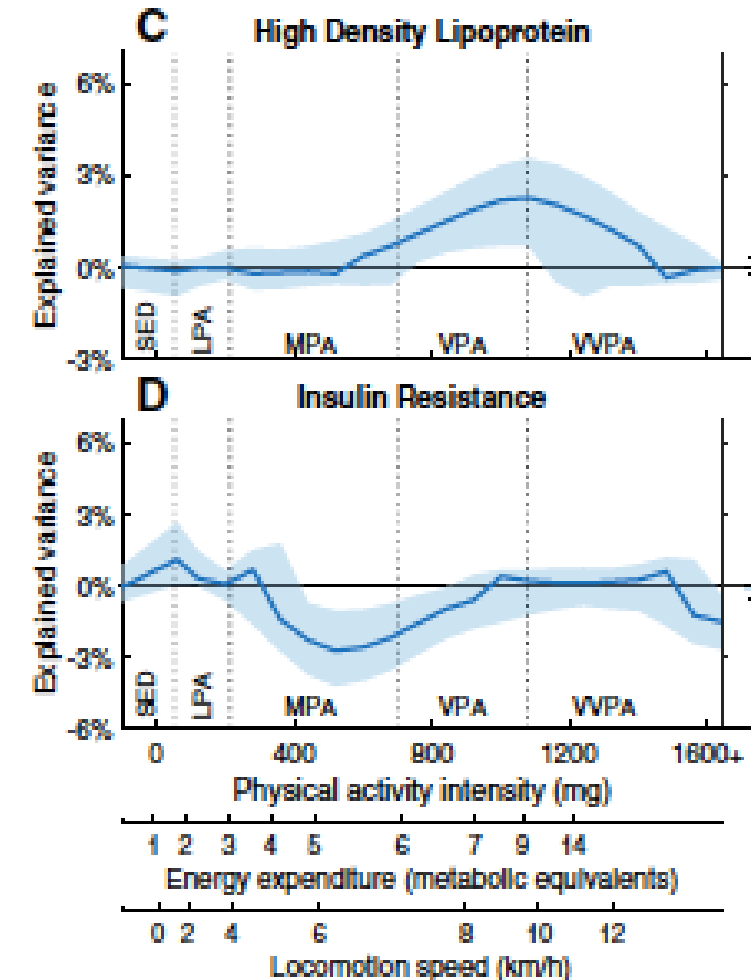 C High Density Lipoprotein
Explained variance
6%
3%
0%
-3%
SED LPA MPA VPA VVPA
D Insulin Resistance
Explained variance
6%
3%
0%
-3%
-6%
SED LPA MPA VPA VVPA
0 400 800 1200 1600+
Physical activity intensity (mg)
1 2 3 4 5 6 7 9 14
Energy expenditure (metabolic equivalents)
0 2 4 6 8 10 12
Locomotion speed (km/h)